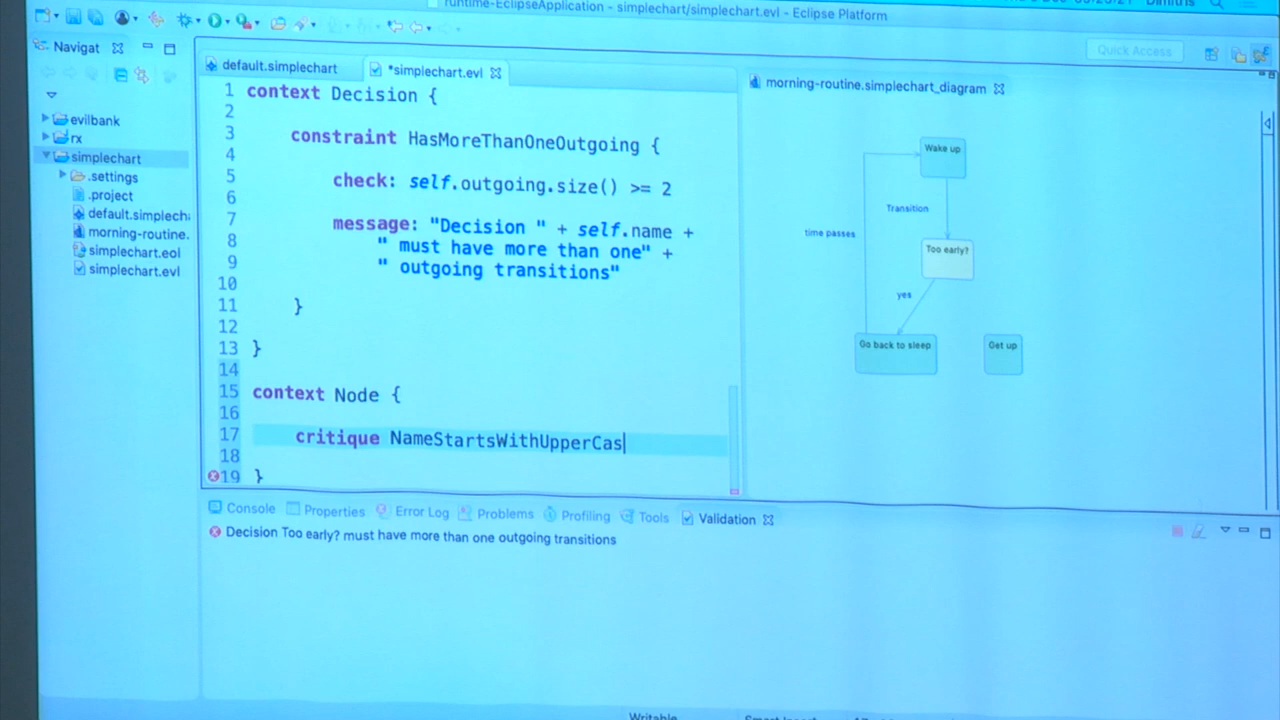 runtime-EclipseApplication - simplechart/simplechart.evl - Eclipse Platform
Quick Access
Navigat
default.simplechart
*simplechart.evl
morning-routine.simplechart_diagram
evilbank
rx
simplechart
.settings
.project
default.simplech
morning-routine.
simplechart.eol
simplechart.evl
1 context Decision {
2
3 constraint HasMoreThanOneOutgoing {
4
5 check: self.outgoing.size() >= 2
6
7 message: "Decision " + self.name +
8 " must have more than one" +
9 " outgoing transitions"
10
11 }
12
13 }
14
15 context Node {
16
17 critique NameStartsWithUpperCas
18
19 }
Wake up
Transition
time passes
Too early?
yes
Go back to sleep
Get up
Console Properties Error Log Problems Profiling Tools Validation
Decision Too early? must have more than one outgoing transitions
Writable